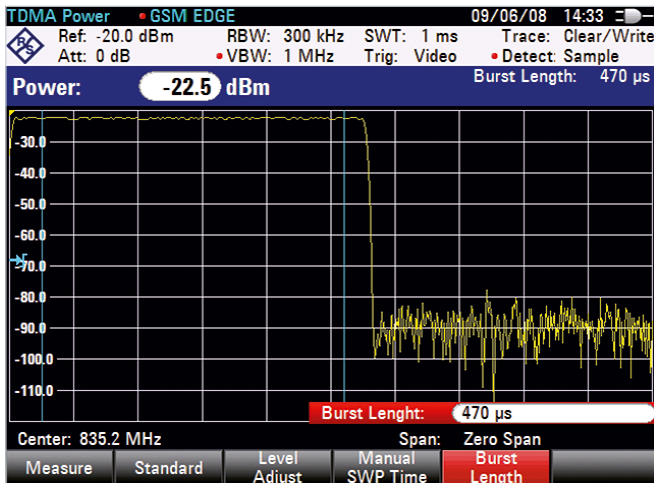 TDMA Power • GSM EDGE 09/06/08 14:33
R&S Ref: -20.0 dBm RBW: 300 kHz SWT: 1 ms Trace: Clear/Write
Att: 0 dB • VBW: 1 MHz Trig: Video • Detect: Sample
Power: -22.5 dBm Burst Length: 470 µs
-30.0
-40.0
-50.0
-60.0
-70.0
-80.0
-90.0
-100.0
-110.0
Burst Lenght: 470 µs
Center: 835.2 MHz Span: Zero Span
Measure Standard Level Adjust Manual SWP Time Burst Length